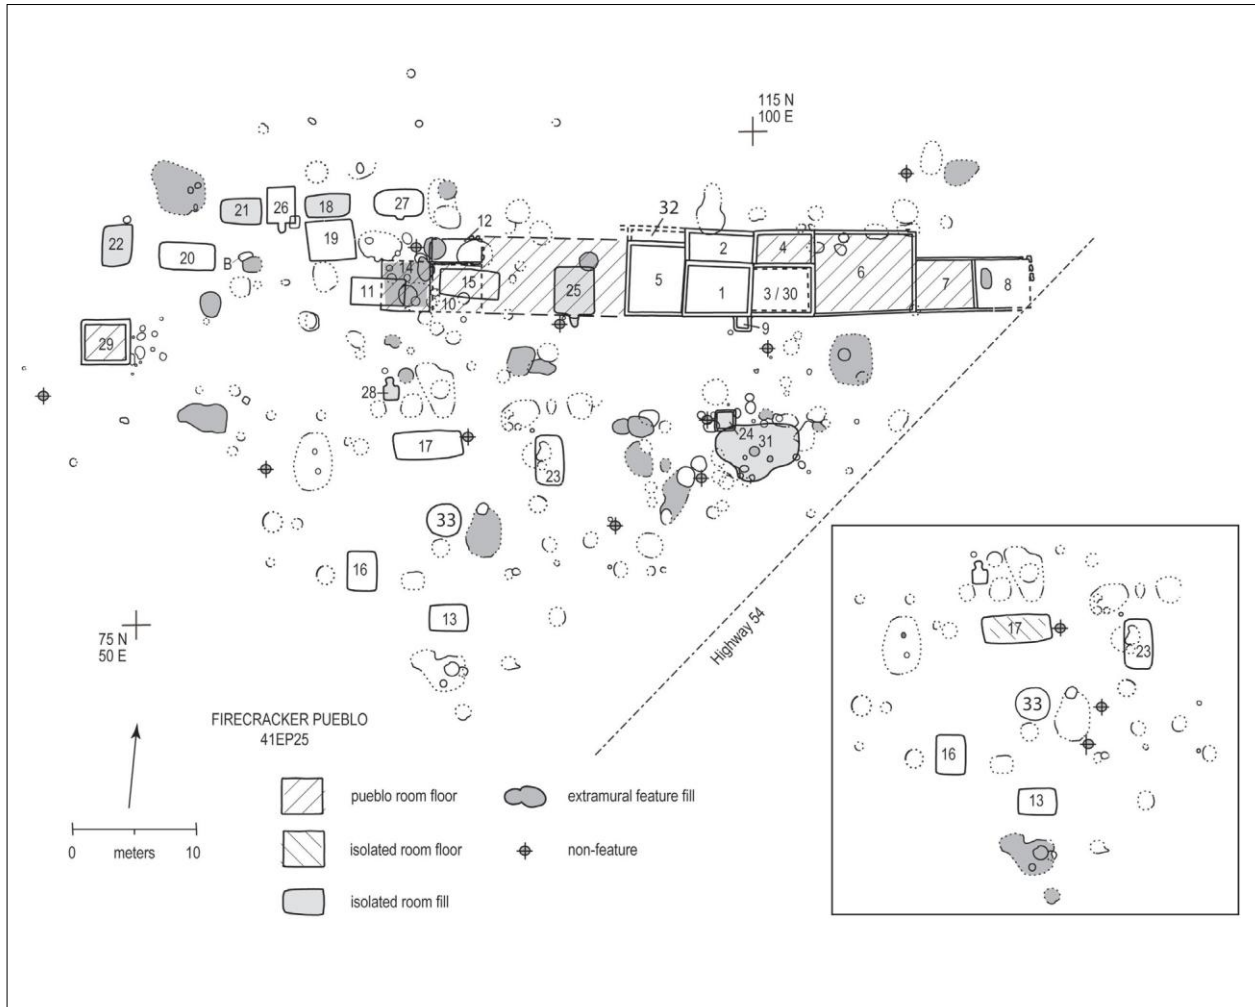 115 N
100 E
32
12
27
21
26
18
19
22
20
B
2
4
14
11
15
10
25
5
1
3 / 30
6
7
8
9
29
28
17
23
24
31
33
16
13
75 N
50 E
Highway 54
FIRECRACKER PUEBLO
41EP25
pueblo room floor
extramural feature fill
isolated room floor
non-feature
isolated room fill
0 meters 10
17
23
33
16
13